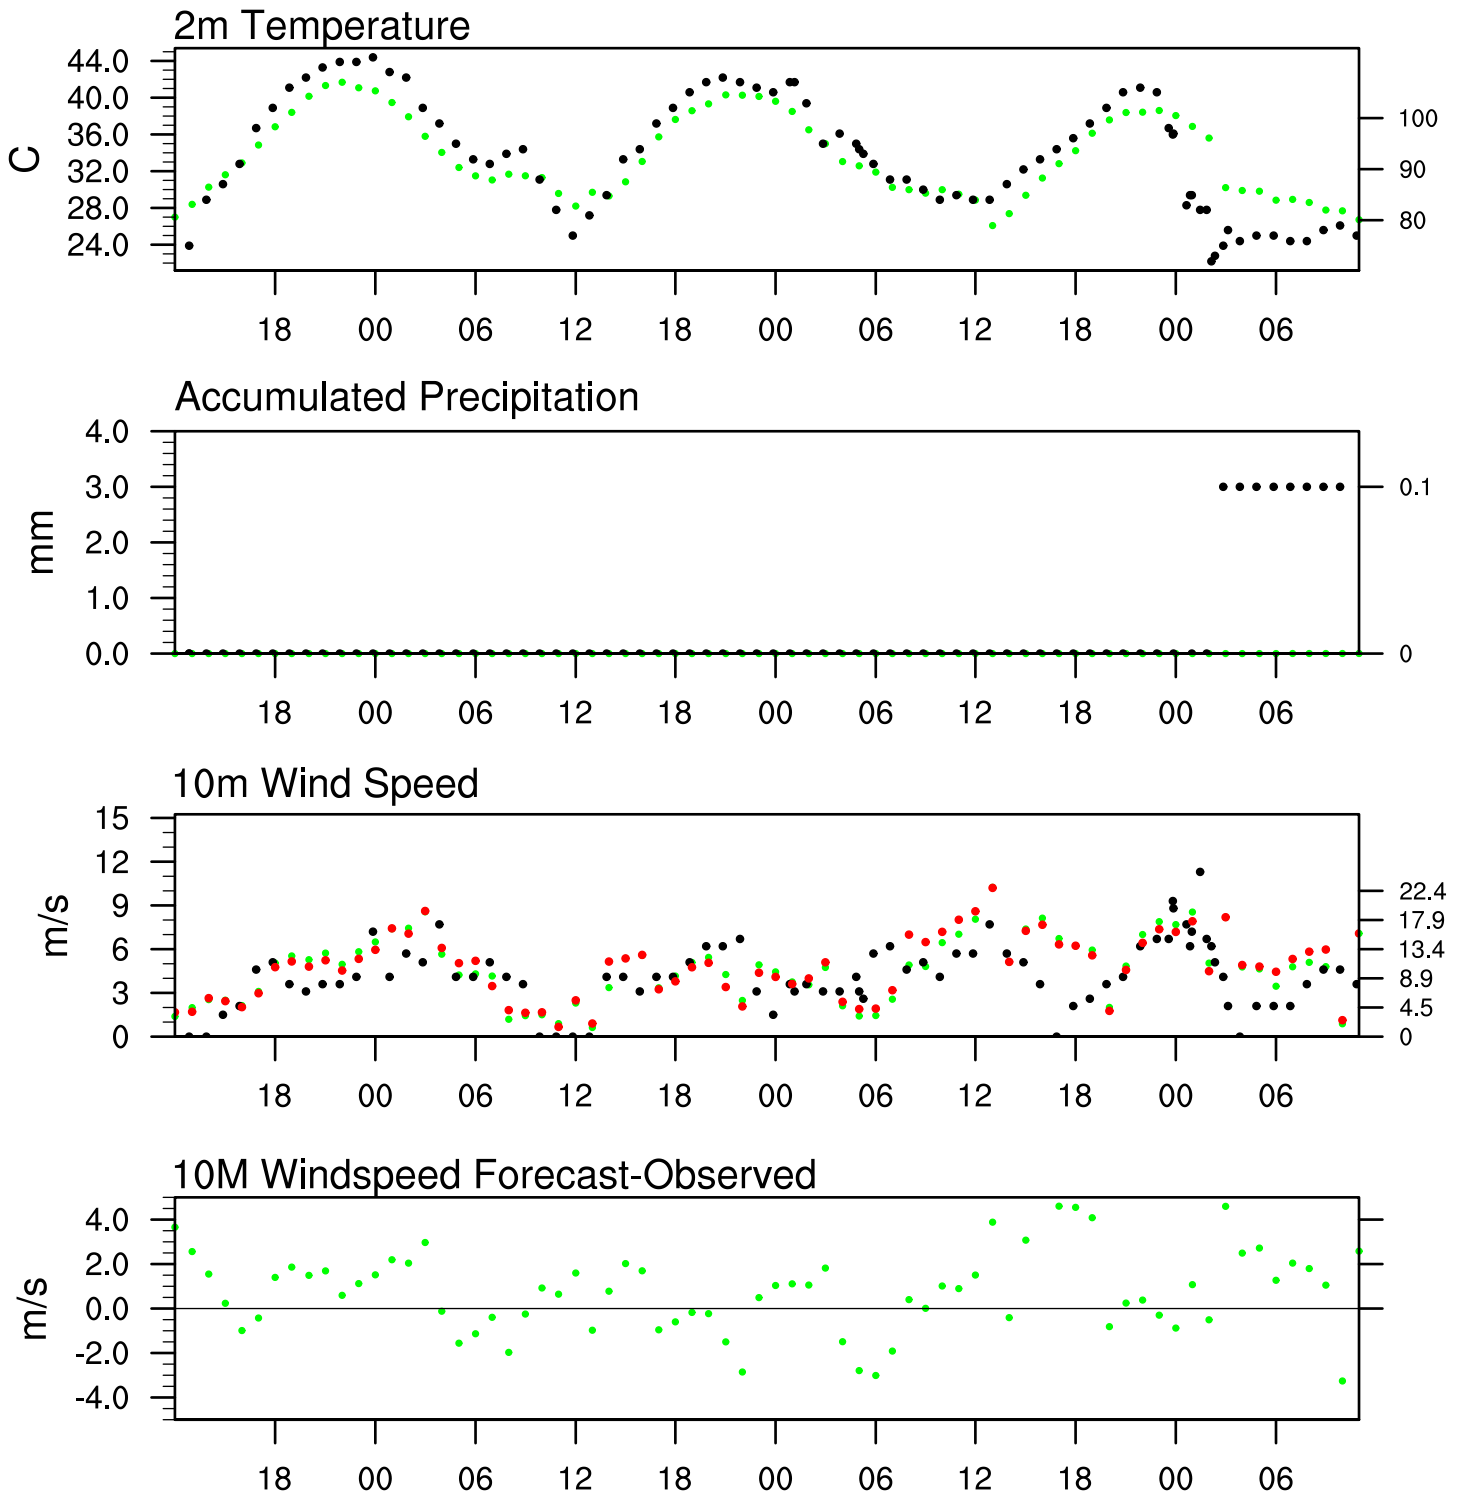 2m Temperature
44.0
40.0
36.0
32.0
28.0
24.0
C
100
90
80
18 00 06 12 18 00 06 12 18 00 06
Accumulated Precipitation
4.0
3.0
2.0
1.0
0.0
mm
0.1
0
18 00 06 12 18 00 06 12 18 00 06
10m Wind Speed
15
12
9
6
3
0
m/s
22.4
17.9
13.4
8.9
4.5
0
18 00 06 12 18 00 06 12 18 00 06
10M Windspeed Forecast-Observed
4.0
2.0
0.0
-2.0
-4.0
m/s
18 00 06 12 18 00 06 12 18 00 06